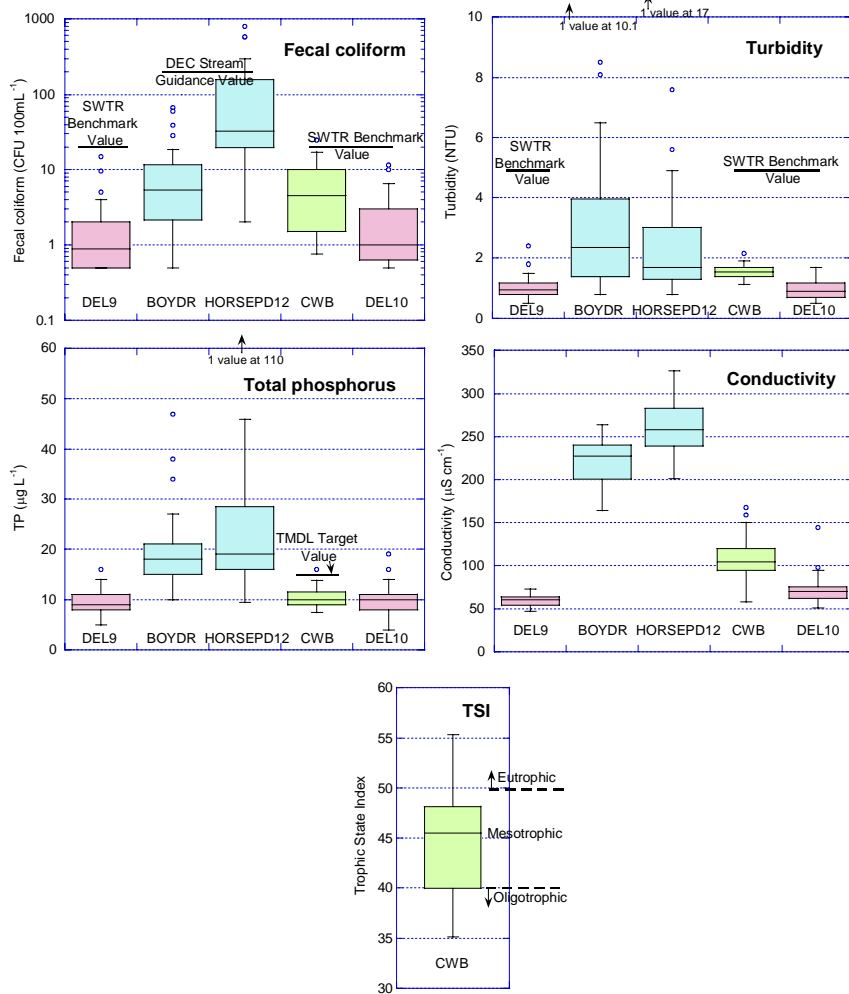 Fecal coliform
Fecal coliform (CFU 100mL⁻¹)
1000
100
10
1
0.1
DEC Stream
Guidance Value
SWTR
Benchmark
Value
SWTR Benchmark
Value
DEL9
BOYDR
HORSEPD12
CWB
DEL10
1 value at 10.1
1 value at 17
Turbidity
Turbidity (NTU)
10
8
6
4
2
0
SWTR
Benchmark
Value
SWTR Benchmark
Value
DEL9
BOYDR
HORSEPD12
CWB
DEL10
1 value at 110
Total phosphorus
TP (µg L⁻¹)
60
50
40
30
20
10
0
TMDL Target
Value
DEL9
BOYDR
HORSEPD12
CWB
DEL10
Conductivity
Conductivity (µS cm⁻¹)
350
300
250
200
150
100
50
0
DEL9
BOYDR
HORSEPD12
CWB
DEL10
TSI
Trophic State Index
60
55
50
45
40
35
30
Eutrophic
Mesotrophic
Oligotrophic
CWB